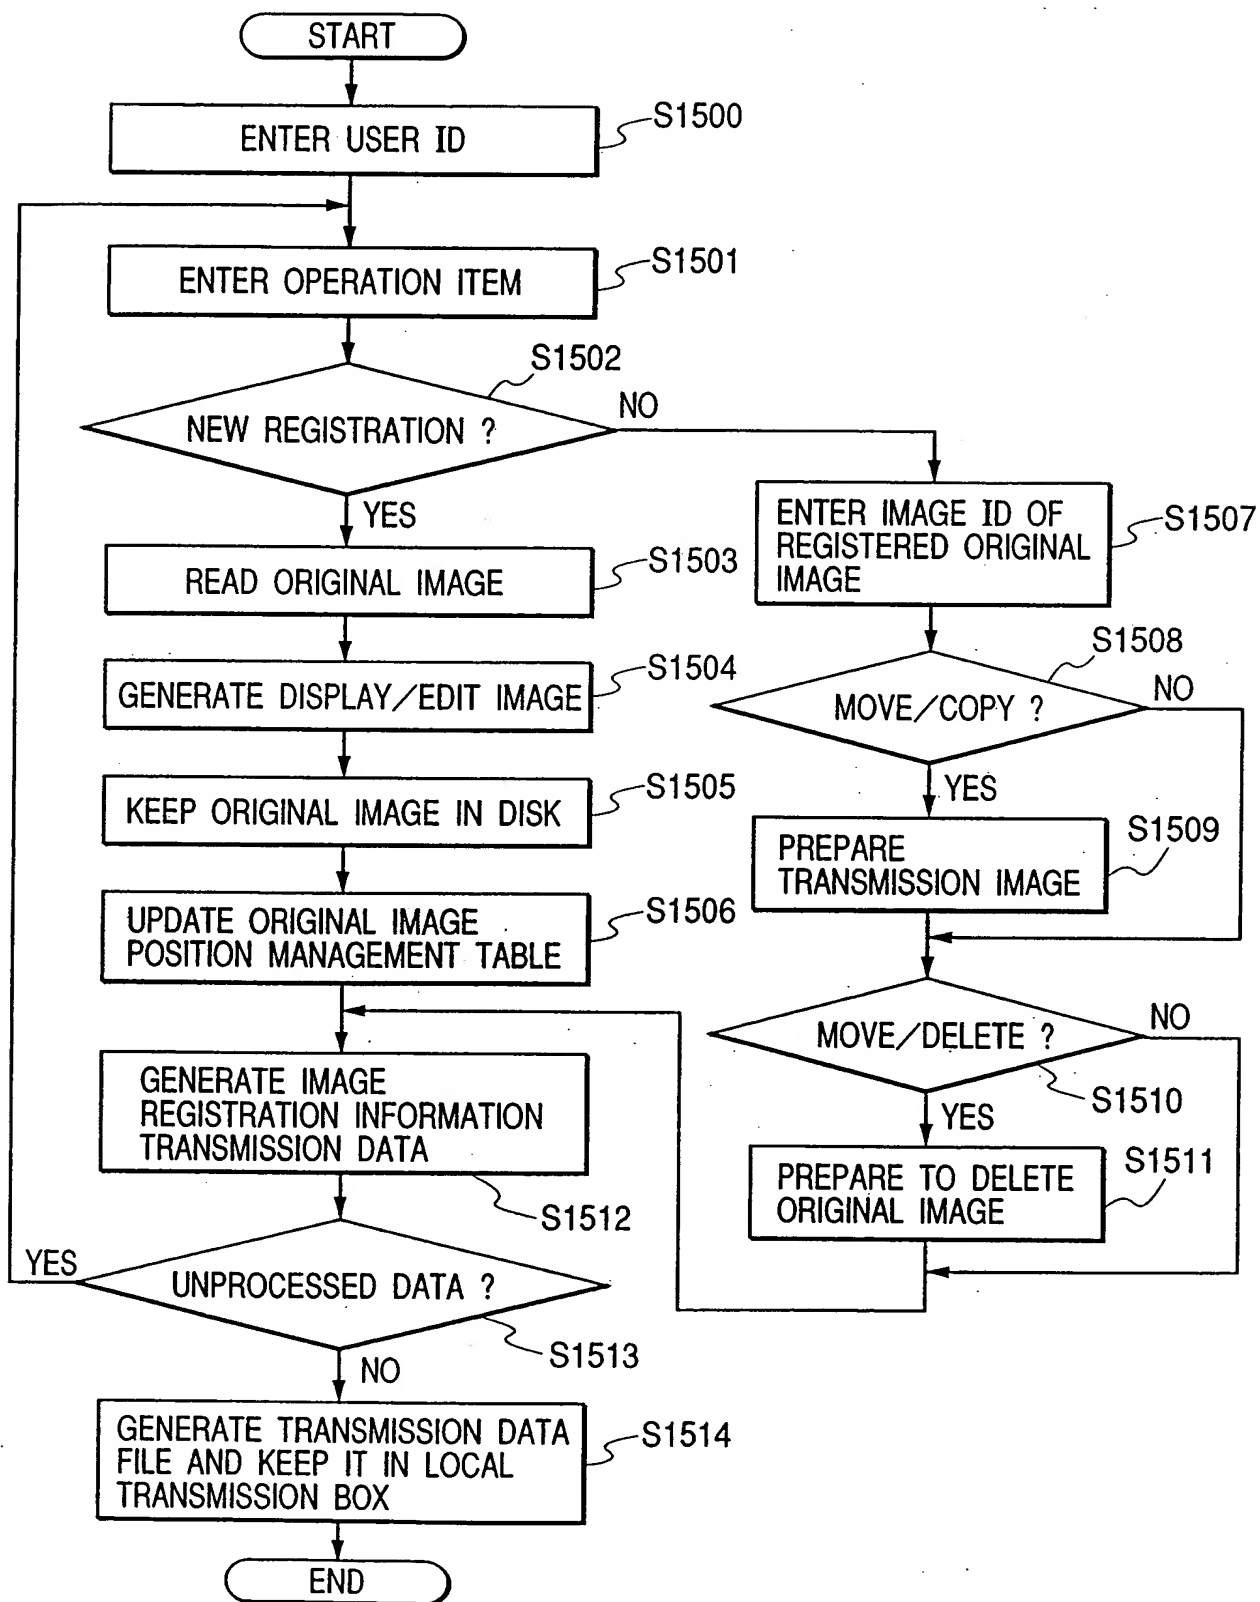 START
ENTER USER ID
S1500
ENTER OPERATION ITEM
S1501
S1502
NEW REGISTRATION ?
NO
YES
READ ORIGINAL IMAGE
S1503
GENERATE DISPLAY/EDIT IMAGE
S1504
KEEP ORIGINAL IMAGE IN DISK
S1505
UPDATE ORIGINAL IMAGE
POSITION MANAGEMENT TABLE
S1506
ENTER IMAGE ID OF
REGISTERED ORIGINAL
IMAGE
S1507
S1508
MOVE/COPY ?
NO
YES
PREPARE
TRANSMISSION IMAGE
S1509
MOVE/DELETE ?
NO
S1510
YES
PREPARE TO DELETE
ORIGINAL IMAGE
S1511
GENERATE IMAGE
REGISTRATION INFORMATION
TRANSMISSION DATA
S1512
YES
UNPROCESSED DATA ?
S1513
NO
GENERATE TRANSMISSION DATA
FILE AND KEEP IT IN LOCAL
TRANSMISSION BOX
S1514
END